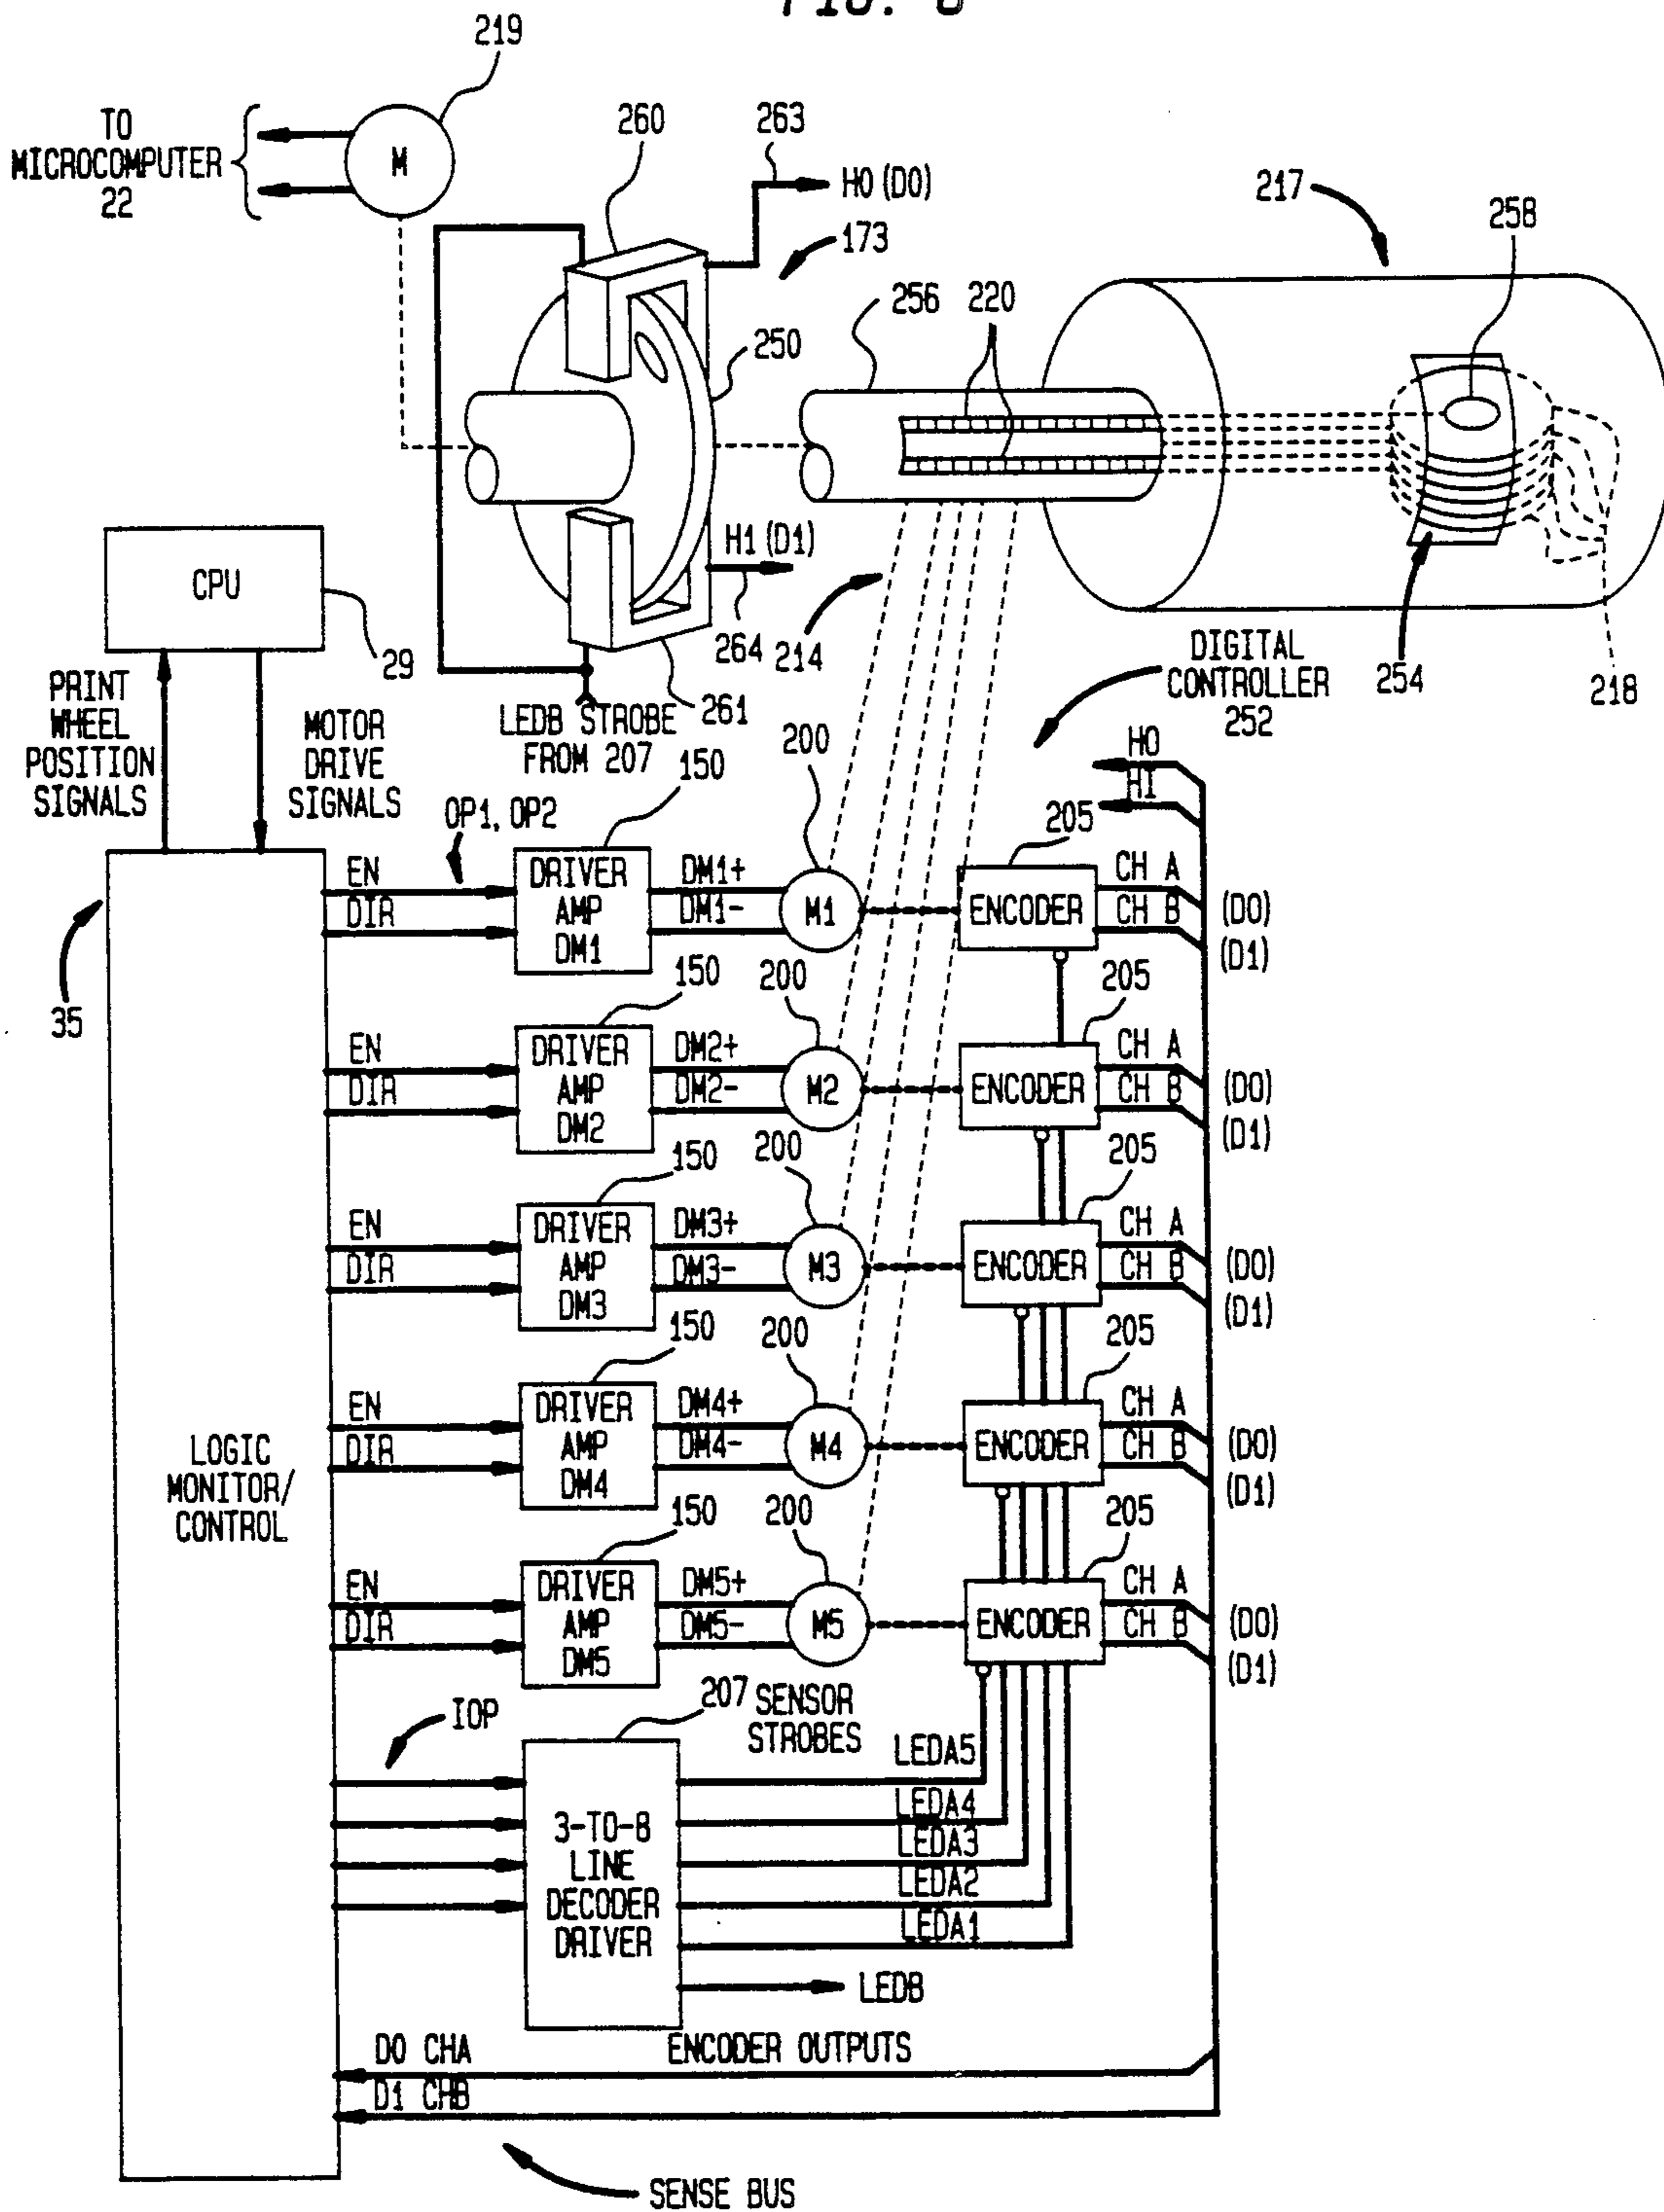 219
TO
MICROCOMPUTER
22
M
260
263
H0 (D0)
173
217
258
256
220
250
H1 (D1)
264
214
CPU
29
261
LEDB STROBE
FROM 207
DIGITAL
CONTROLLER
252
254
218
PRINT
WHEEL
POSITION
SIGNALS
MOTOR
DRIVE
SIGNALS
OP1, OP2
150
200
H0
HI
205
35
EN
DIR
DRIVER
AMP
DM1
DM1+
DM1-
M1
ENCODER
CH A
CH B
(D0)
(D1)
150
200
205
EN
DIR
DRIVER
AMP
DM2
DM2+
DM2-
M2
ENCODER
CH A
CH B
(D0)
(D1)
150
200
205
EN
DIR
DRIVER
AMP
DM3
DM3+
DM3-
M3
ENCODER
CH A
CH B
(D0)
(D1)
150
200
205
EN
DIR
DRIVER
AMP
DM4
DM4+
DM4-
M4
ENCODER
CH A
CH B
(D0)
(D1)
LOGIC
MONITOR/
CONTROL
150
200
205
EN
DIR
DRIVER
AMP
DM5
DM5+
DM5-
M5
ENCODER
CH A
CH B
(D0)
(D1)
IOP
207
SENSOR
STROBES
3-TO-8
LINE
DECODER
DRIVER
LEDA5
LEDA4
LEDA3
LEDA2
LEDA1
LEDB
D0 CHA
D1 CHB
ENCODER OUTPUTS
SENSE BUS